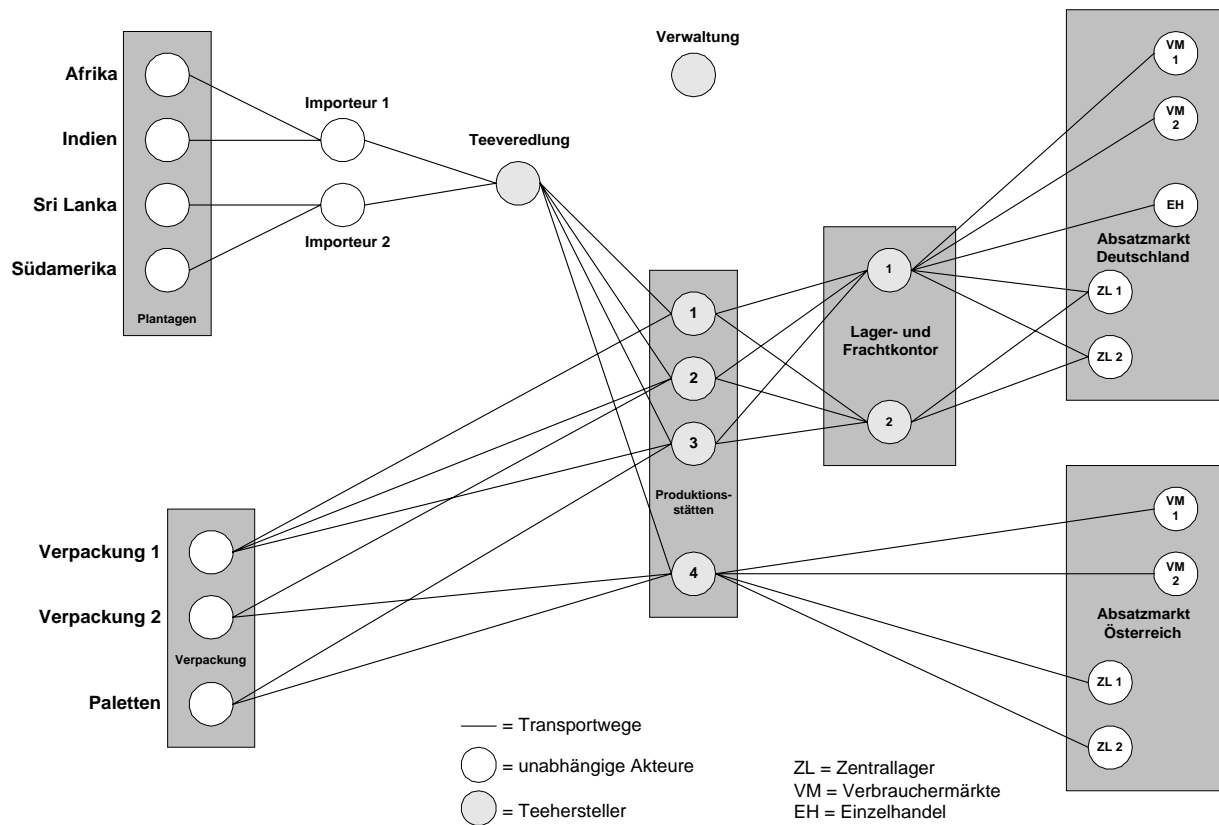 Afrika
Indien
Sri Lanka
Südamerika
Plantagen
Importeur 1
Importeur 2
Teeveredlung
Verwaltung
Verpackung 1
Verpackung 2
Paletten
Verpackung
1
2
3
Produktions-
stätten
4
1
Lager- und
Frachtkontor
2
VM
1
VM
2
EH
Absatzmarkt
Deutschland
ZL 1
ZL 2
VM
1
VM
2
Absatzmarkt
Österreich
ZL 1
ZL 2
= Transportwege
= unabhängige Akteure
= Teehersteller
ZL = Zentrallager
VM = Verbrauchermärkte
EH = Einzelhandel